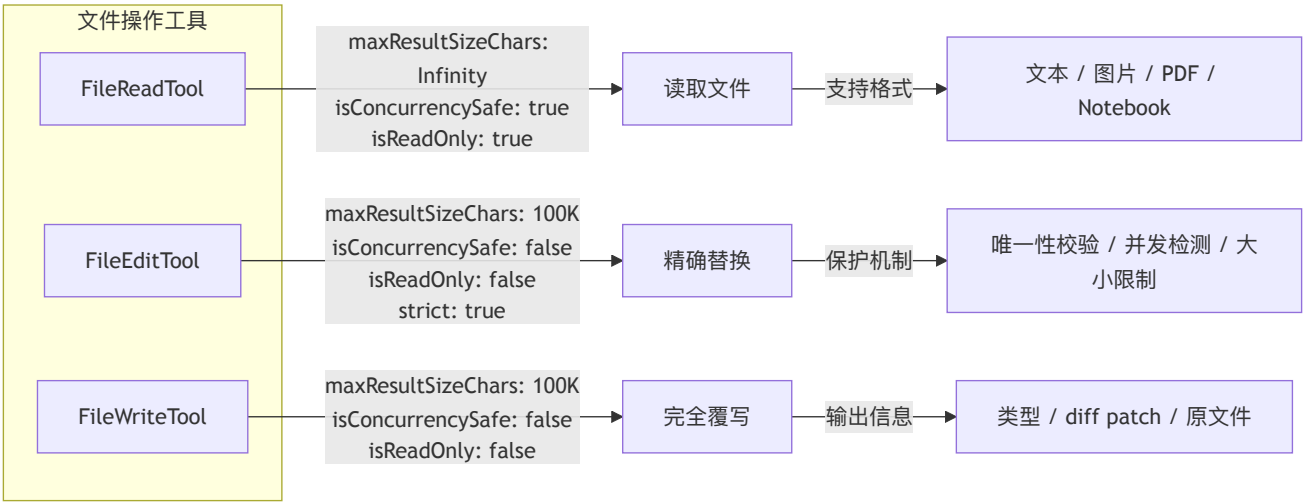 文件操作工具
FileReadTool
maxResultSizeChars:
Infinity
isConcurrencySafe: true
isReadOnly: true
读取文件
支持格式
文本 / 图片 / PDF /
Notebook
FileEditTool
maxResultSizeChars: 100K
isConcurrencySafe: false
isReadOnly: false
strict: true
精确替换
保护机制
唯一性校验 / 并发检测 / 大
小限制
FileWriteTool
maxResultSizeChars: 100K
isConcurrencySafe: false
isReadOnly: false
完全覆写
输出信息
类型 / diff patch / 原文件